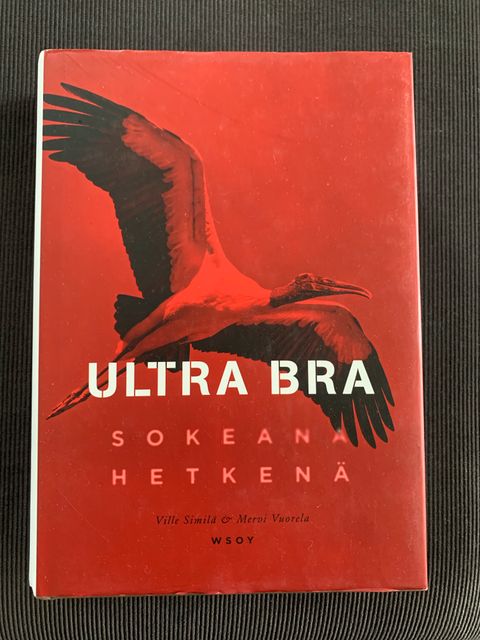 ULTRA BRA
SOKEANA
HETKENÄ
Ville Similä & Mervi Vuorela
WSOY